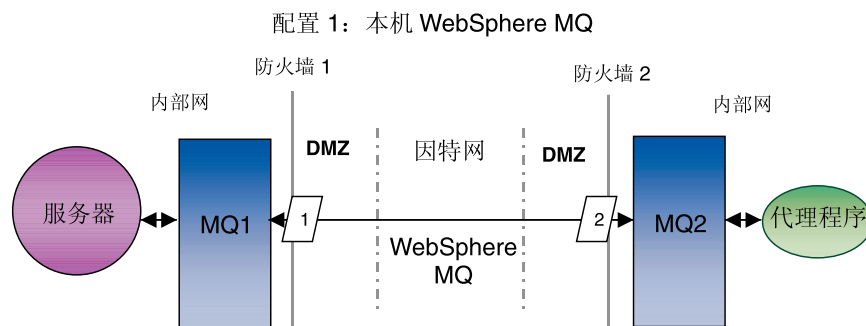 配置 1：本机 WebSphere MQ
防火墙 1
防火墙 2
内部网
内部网
DMZ
因特网
DMZ
服务器
MQ1
1
2
MQ2
代理程序
WebSphere
MQ